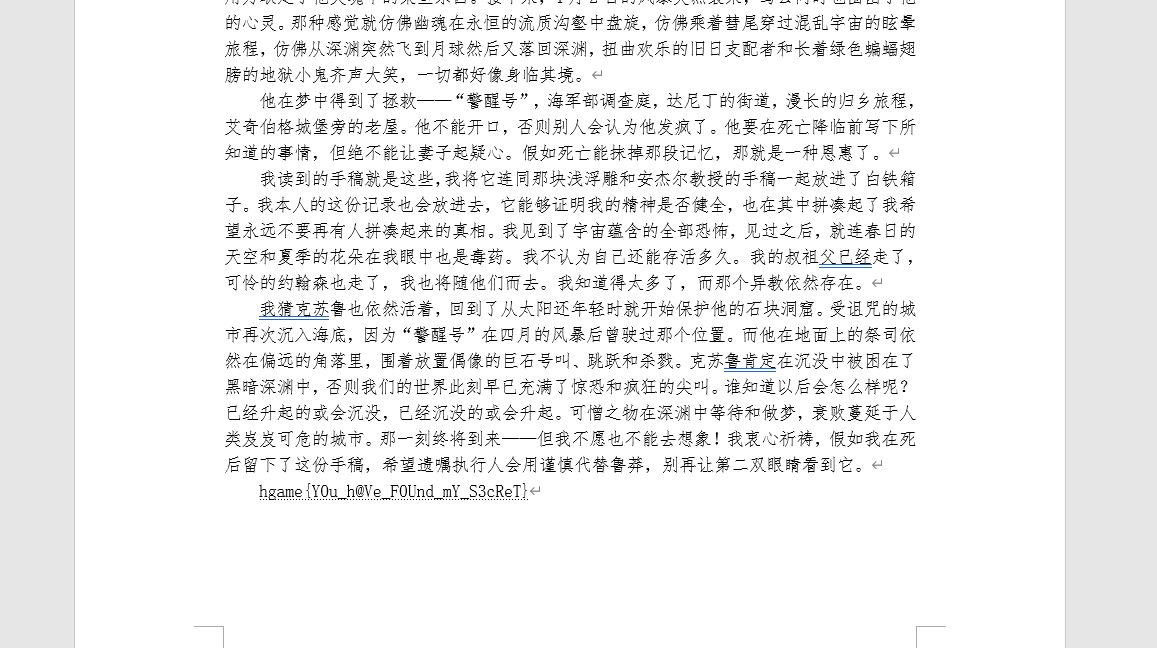 的心灵。那种感觉就仿佛幽魂在永恒的流质沟壑中盘旋，仿佛乘着彗尾穿过混乱宇宙的眩晕
旅程，仿佛从深渊突然飞到月球然后又落回深渊，扭曲欢乐的旧日支配者和长着绿色蝙蝠翅
膀的地狱小鬼齐声大笑，一切都好像身临其境。
他在梦中得到了拯救——“警醒号”，海军部调查庭，达尼丁的街道，漫长的归乡旅程，
艾奇伯格城堡旁的老屋。他不能开口，否则别人会认为他发疯了。他要在死亡降临前写下所
知道的事情，但绝不能让妻子起疑心。假如死亡能抹掉那段记忆，那就是一种恩惠了。
我读到的手稿就是这些,我将它连同那块浅浮雕和安杰尔教授的手稿一起放进了白铁箱
子。我本人的这份记录也会放进去，它能够证明我的精神是否健全，也在其中拼凑起了我希
望永远不要再有人拼凑起来的真相。我见到了宇宙蕴含的全部恐怖，见过之后，就连春日的
天空和夏季的花朵在我眼中也是毒药。我不认为自己还能存活多久。我的叔祖父已经走了，
可怜的约翰森也走了，我也将随他们而去。我知道得太多了，而那个异教依然存在。
我猜克苏鲁也依然活着，回到了从太阳还年轻时就开始保护他的石块洞窟。受诅咒的城
市再次沉入海底，因为“警醒号”在四月的风暴后曾驶过那个位置。而他在地面上的祭司依
然在偏远的角落里，围着放置偶像的巨石号叫、跳跃和杀戮。克苏鲁肯定在沉没中被困在了
黑暗深渊中，否则我们的世界此刻早已充满了惊恐和疯狂的尖叫。谁知道以后会怎么样呢？
已经升起的或会沉没，已经沉没的或会升起。可憎之物在深渊中等待和做梦，衰败蔓延于人
类岌岌可危的城市。那一刻终将到来——但我不愿也不能去想象！我衷心祈祷，假如我在死
后留下了这份手稿，希望遗嘱执行人会用谨慎代替鲁莽，别再让第二双眼睛看到它。
hgame{Y0u_h@Ve_F0Und_mY_S3cReT}